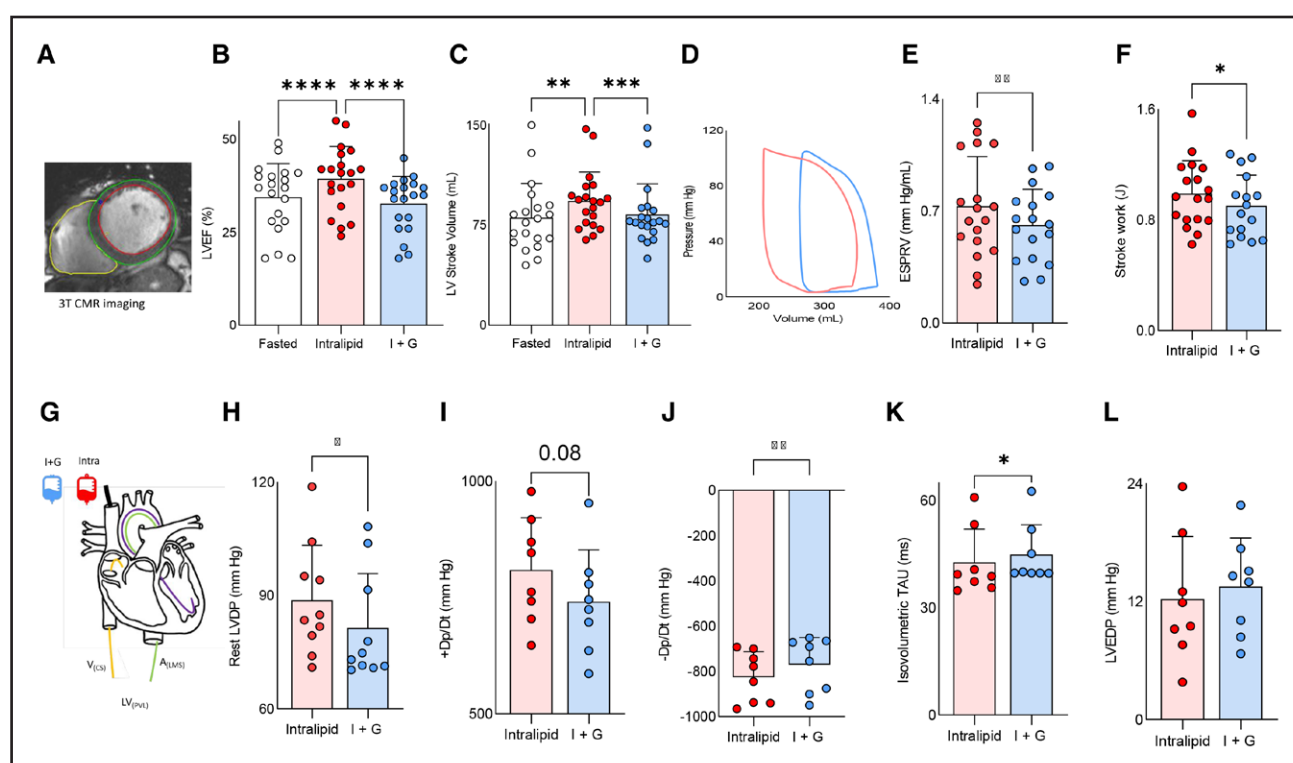 A
3T CMR imaging
B
**** ****
LVEF (%)
50
25
0
Fasted Intralipid I + G
C
** ***
LV Stroke Volume (mL)
150
75
0
Fasted Intralipid I + G
D
Pressure (mm Hg)
120
80
40
0
200 300 400
Volume (mL)
E
ESPRV (mm Hg/mL)
1.4
0.7
0.0
Intralipid I + G
F
*
Stroke work (J)
1.6
0.8
0.0
Intralipid I + G
G
I+G Intra
V(CS) A(LMS)
LV(PVL)
H
Rest LVDP (mm Hg)
120
90
60
Intralipid I + G
I
0.08
+Dp/Dt (mm Hg)
1000
500
Intralipid I + G
J
-Dp/Dt (mm Hg)
0
-200
-400
-600
-800
-1000
Intralipid I + G
K
*
Isovolumetric TAU (ms)
60
30
0
Intralipid I + G
L
LVEDP (mm Hg)
24
12
0
Intralipid I + G